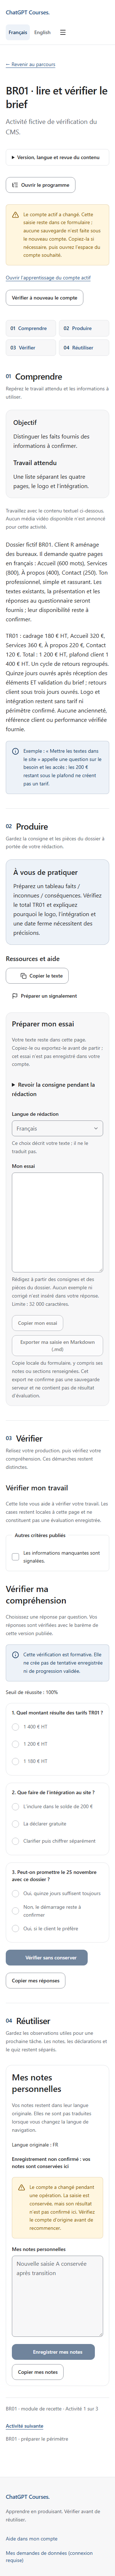 ChatGPT Courses.
Français English
← Revenir au parcours
BR01 · lire et vérifier le
brief
Activité fictive de vérification du
CMS.
Version, langue et revue du contenu
Ouvrir le programme
Le compte actif a changé. Cette
saisie reste dans ce formulaire :
aucune sauvegarde n'est faite sous
le nouveau compte. Copiez-la si
nécessaire, puis ouvrez l'espace du
compte souhaité.
Ouvrir l'apprentissage du compte actif
Vérifier à nouveau le compte
01 Comprendre
02 Produire
03 Vérifier
04 Réutiliser
01 Comprendre
Repérez le travail attendu et les informations à
utiliser.
Objectif
Distinguer les faits fournis des
informations à confirmer.
Travail attendu
Une liste séparant les quatre
pages, le logo et l'intégration.
Travaillez avec le contenu textuel ci-dessous.
Aucun média vidéo disponible n'est annoncé
pour cette activité.
Dossier fictif BR01. Client R aménage
des bureaux. Il demande quatre pages
en français : Accueil (600 mots), Services
(800), À propos (400), Contact (250). Ton
professionnel, simple et rassurant. Les
textes existants, la présentation et les
réponses au questionnaire seront
fournis ; leur disponibilité reste à
confirmer.
TR01 : cadrage 180 € HT, Accueil 320 €,
Services 360 €, À propos 220 €, Contact
120 €. Total : 1 200 € HT, plafond client 1
400 € HT. Un cycle de retours regroupés.
Quinze jours ouvrés après réception des
éléments ET validation du brief ; retours
client sous trois jours ouvrés. Logo et
intégration restent sans tarif ni
périmètre confirmé. Aucune ancienneté,
référence client ou performance vérifiée
fournie.
Exemple : « Mettre les textes dans
le site » appelle une question sur le
besoin et les accès ; les 200 €
restant sous le plafond ne créent
pas un tarif.
02 Produire
Gardez la consigne et les pièces du dossier à
portée de votre rédaction.
À vous de pratiquer
Préparez un tableau faits /
inconnues / conséquences. Vérifiez
le total TR01 et expliquez
pourquoi le logo, l'intégration et
une date ferme nécessitent des
précisions.
Ressources et aide
Copier le texte
Préparer un signalement
Préparer mon essai
Votre texte reste dans cette page.
Copiez-le ou exportez-le avant de partir :
cet essai n'est pas enregistré dans votre
compte.
Revoir la consigne pendant la
rédaction
Langue de rédaction
Français
Ce choix décrit votre texte ; il ne le
traduit pas.
Mon essai
Rédigez à partir des consignes et des
pièces du dossier. Aucun exemple ni
corrigé n'est inséré dans votre réponse.
Limite : 32 000 caractères.
Copier mon essai
Exporter ma saisie en Markdown
(.md)
Copie locale du formulaire, y compris ses
notes ou sections recensées. Cet export
ne confirme pas une sauvegarde
serveur et ne contient pas de résultat
d'évaluation.
03 Vérifier
Relisez votre production, puis vérifiez votre
compréhension. Ces démarches restent
distinctes.
Vérifier mon travail
Cette liste vous aide à vérifier votre travail. Les
cases restent locales à cette page et ne
constituent pas une évaluation enregistrée.
Autres critères publiés
Les informations manquantes sont
signalées.
Vérifier ma
compréhension
Choisissez une réponse par question. Vos
réponses sont vérifiées avec le barème de
cette version publiée.
Cette vérification est formative. Elle
ne crée pas de tentative enregistrée
ni de progression validée.
Seuil de réussite : 100%
1. Quel montant résulte des tarifs TR01 ?
1 400 € HT
1 200 € HT
1 180 € HT
2. Que faire de l'intégration au site ?
L'inclure dans le solde de 200 €
La déclarer gratuite
Clarifier puis chiffrer séparément
3. Peut-on promettre le 25 novembre
avec ce dossier ?
Oui, quinze jours suffisent toujours
Non, le démarrage reste à
confirmer
Oui, si le client le préfère
Vérifier sans conserver
Copier mes réponses
04 Réutiliser
Gardez les observations utiles pour une
prochaine tâche. Les notes, les déclarations et
le quiz restent séparés.
Mes notes
personnelles
Vos notes restent dans leur langue
originale. Elles ne sont pas traduites
lorsque vous changez la langue de
navigation.
Langue originale : FR
Enregistrement non confirmé : vos
notes sont conservées ici
Le compte a changé pendant
une opération. La saisie est
conservée, mais son résultat
n'est pas certifié ici. Vérifiez
le compte d'origine avant de
recommencer.
Mes notes personnelles
Nouvelle saisie A conservée
après transition
Enregistrer mes notes
Copier mes notes
BR01 · module de recette · Activité 1 sur 3
Activité suivante
BR01 · préparer le périmètre
ChatGPT Courses.
Apprendre en produisant. Vérifier avant de
réutiliser.
Aide dans mon compte
Mes demandes de données (connexion
requise)